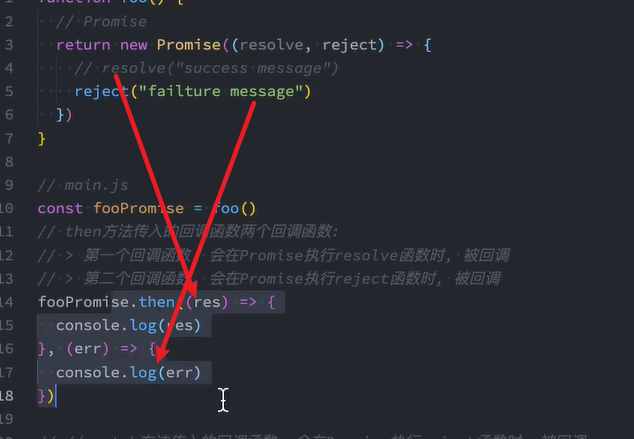 function foo() {
2 // Promise
3 return new Promise((resolve, reject) => {
4 // resolve("success message")
5 reject("failture message")
6 })
7 }
8
9 // main.js
10 const fooPromise = foo()
11 // then方法传入的回调函数两个回调函数:
12 // > 第一个回调函数, 会在Promise执行resolve函数时, 被回调
13 // > 第二个回调函数, 会在Promise执行reject函数时, 被回调
14 fooPromise.then((res) => {
15 console.log(res)
16 }, (err) => {
17 console.log(err)
18 })
19